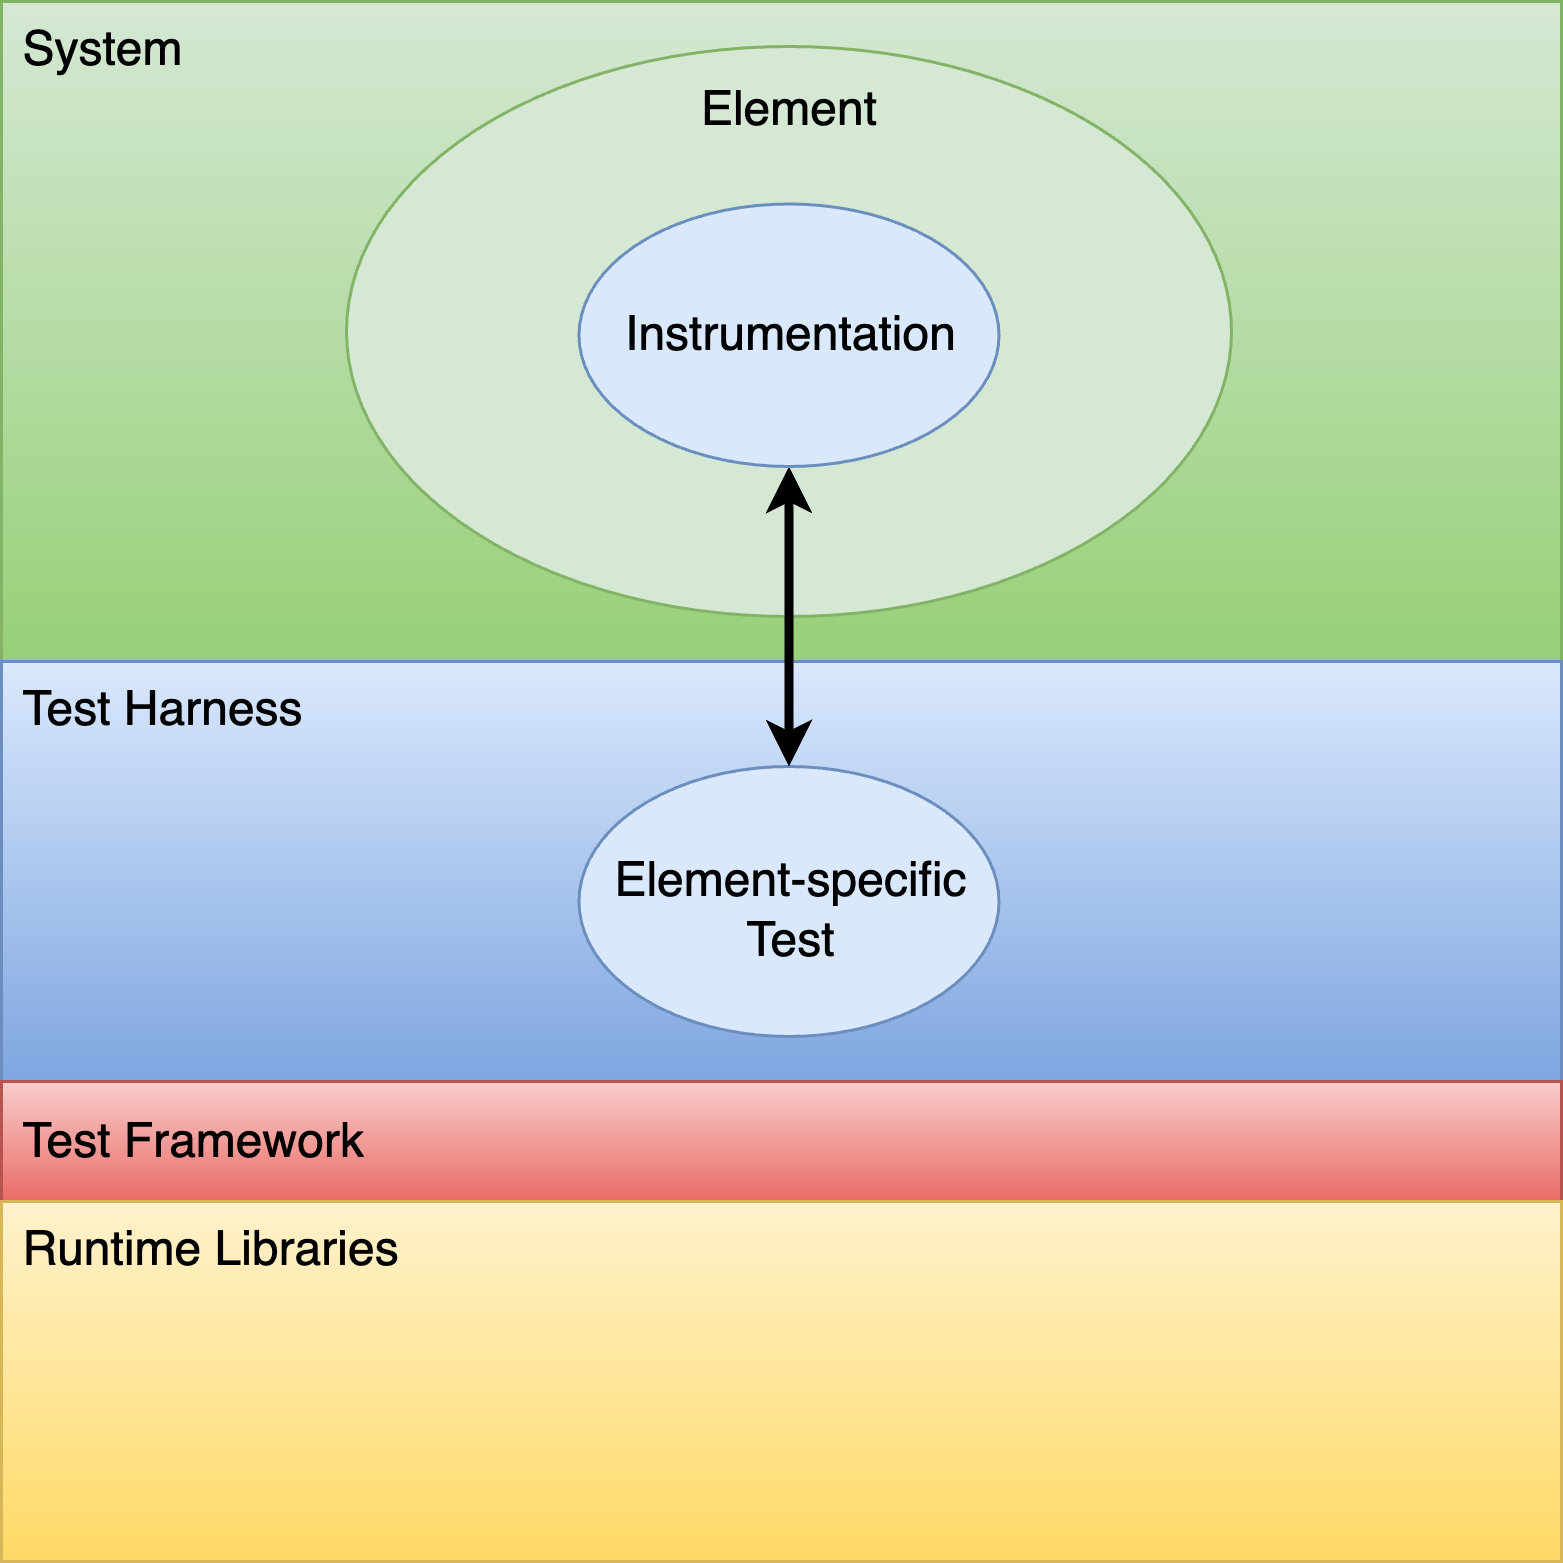 System
Element
Instrumentation
Test Harness
Element-specific
Test
Test Framework
Runtime Libraries